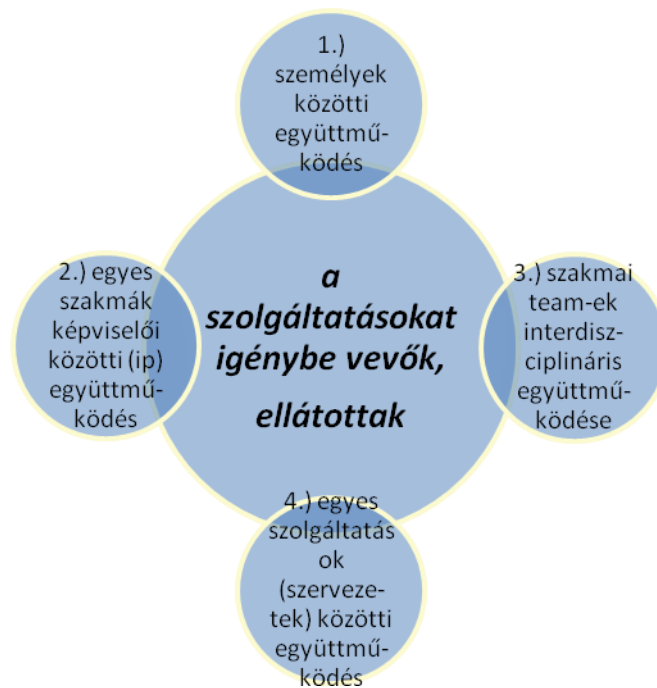 1.)
személyek
közötti
együttmű-
ködés
2.) egyes
szakmák
képviselői
közötti (ip)
együttmű-
ködés
a
szolgáltatásokat
igénybe vevők,
ellátottak
3.) szakmai
team-ek
interdisz-
ciplináris
együttmű-
ködése
4.) egyes
szolgáltatás
ok
(szerveze-
tek) közötti
együttmű-
ködés